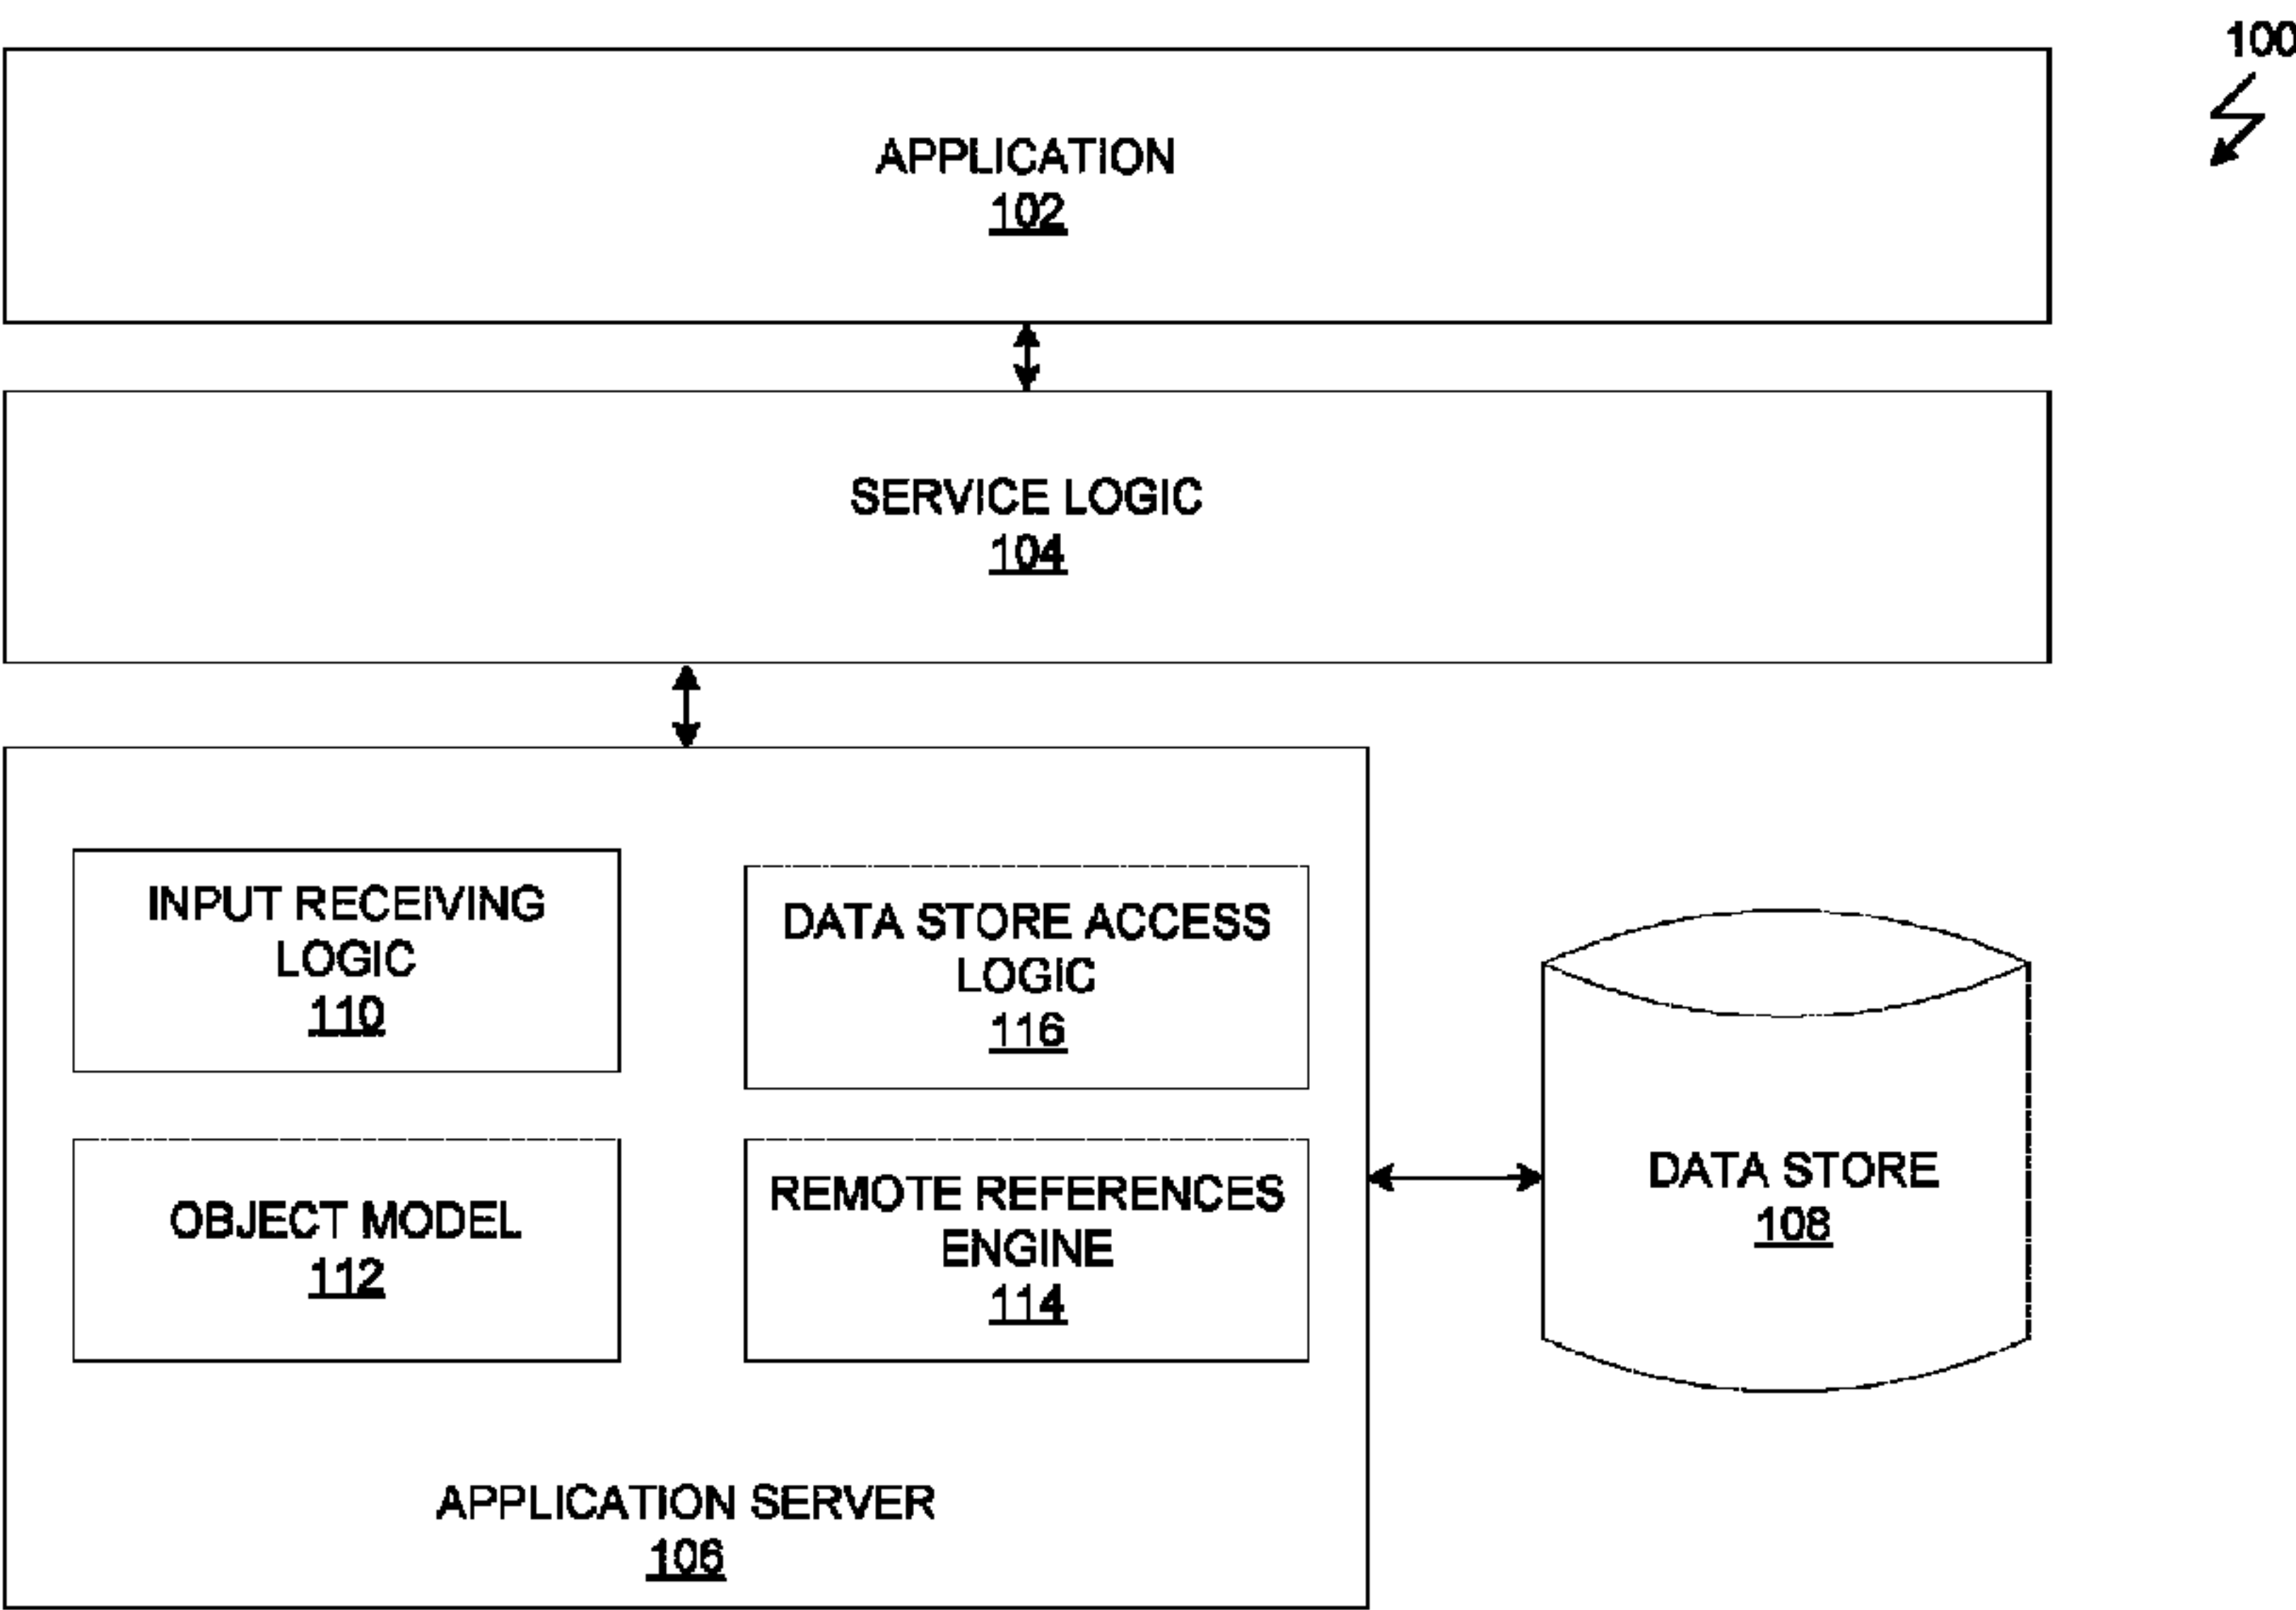 100
APPLICATION
102
SERVICE LOGIC
104
INPUT RECEIVING
LOGIC
110
DATA STORE ACCESS
LOGIC
116
OBJECT MODEL
112
REMOTE REFERENCES
ENGINE
114
DATA STORE
108
APPLICATION SERVER
106